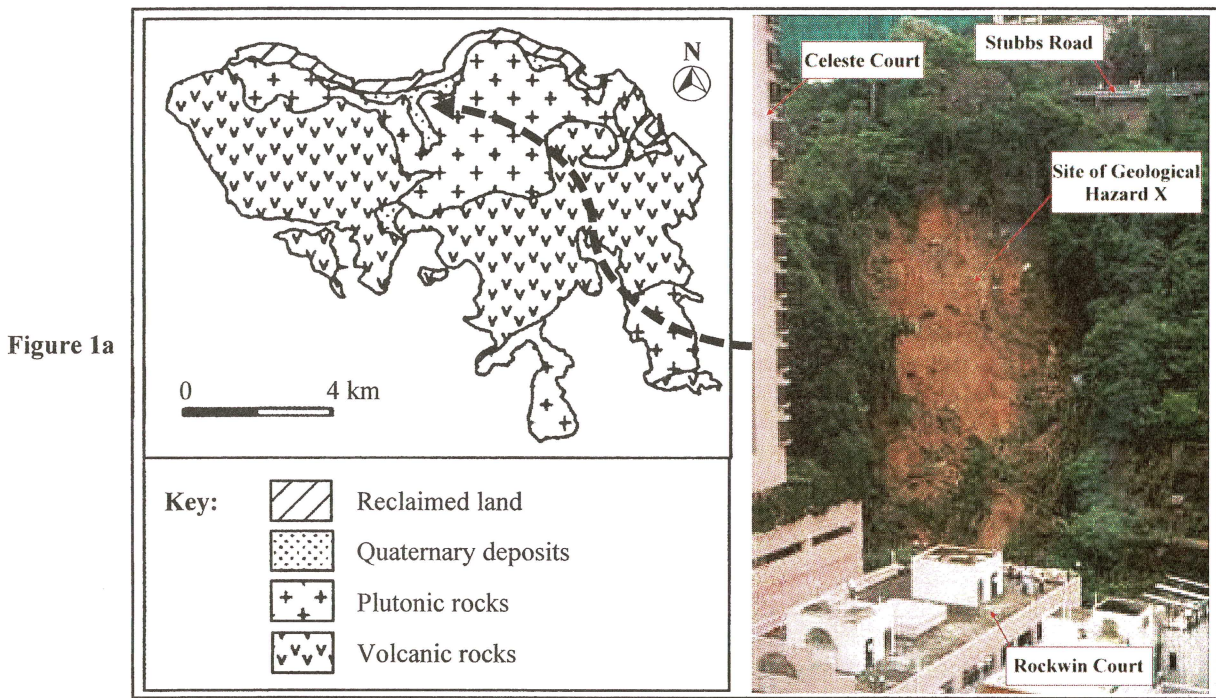 Figure 1a
N
0
4 km
Key:
Reclaimed land
Quaternary deposits
Plutonic rocks
Volcanic rocks
Celeste Court
Stubbs Road
Site of Geological
Hazard X
Rockwin Court